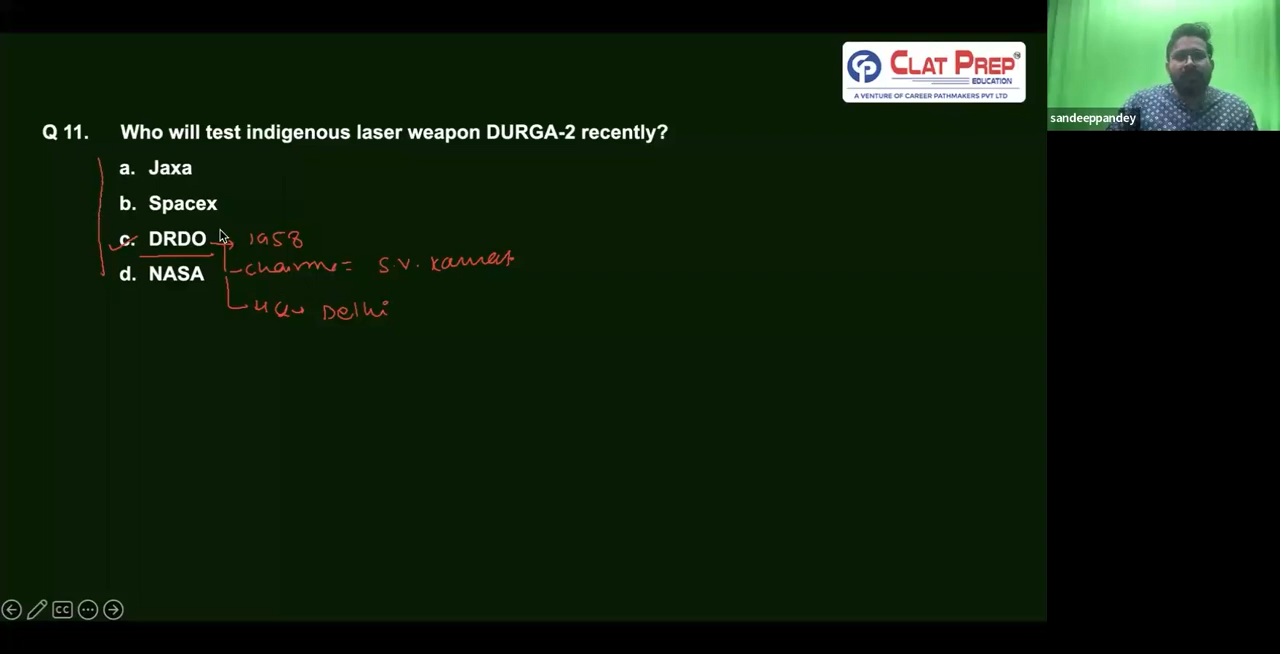 CLAT PREP
EDUCATION
A VENTURE OF CAREER PATHMAKERS PVT LTD
sandeeppandey
Q 11. Who will test indigenous laser weapon DURGA-2 recently?
a. Jaxa
b. Spacex
c. DRDO → 1958
S.V. Kamat
d. NASA
HQ → Delhi
CC